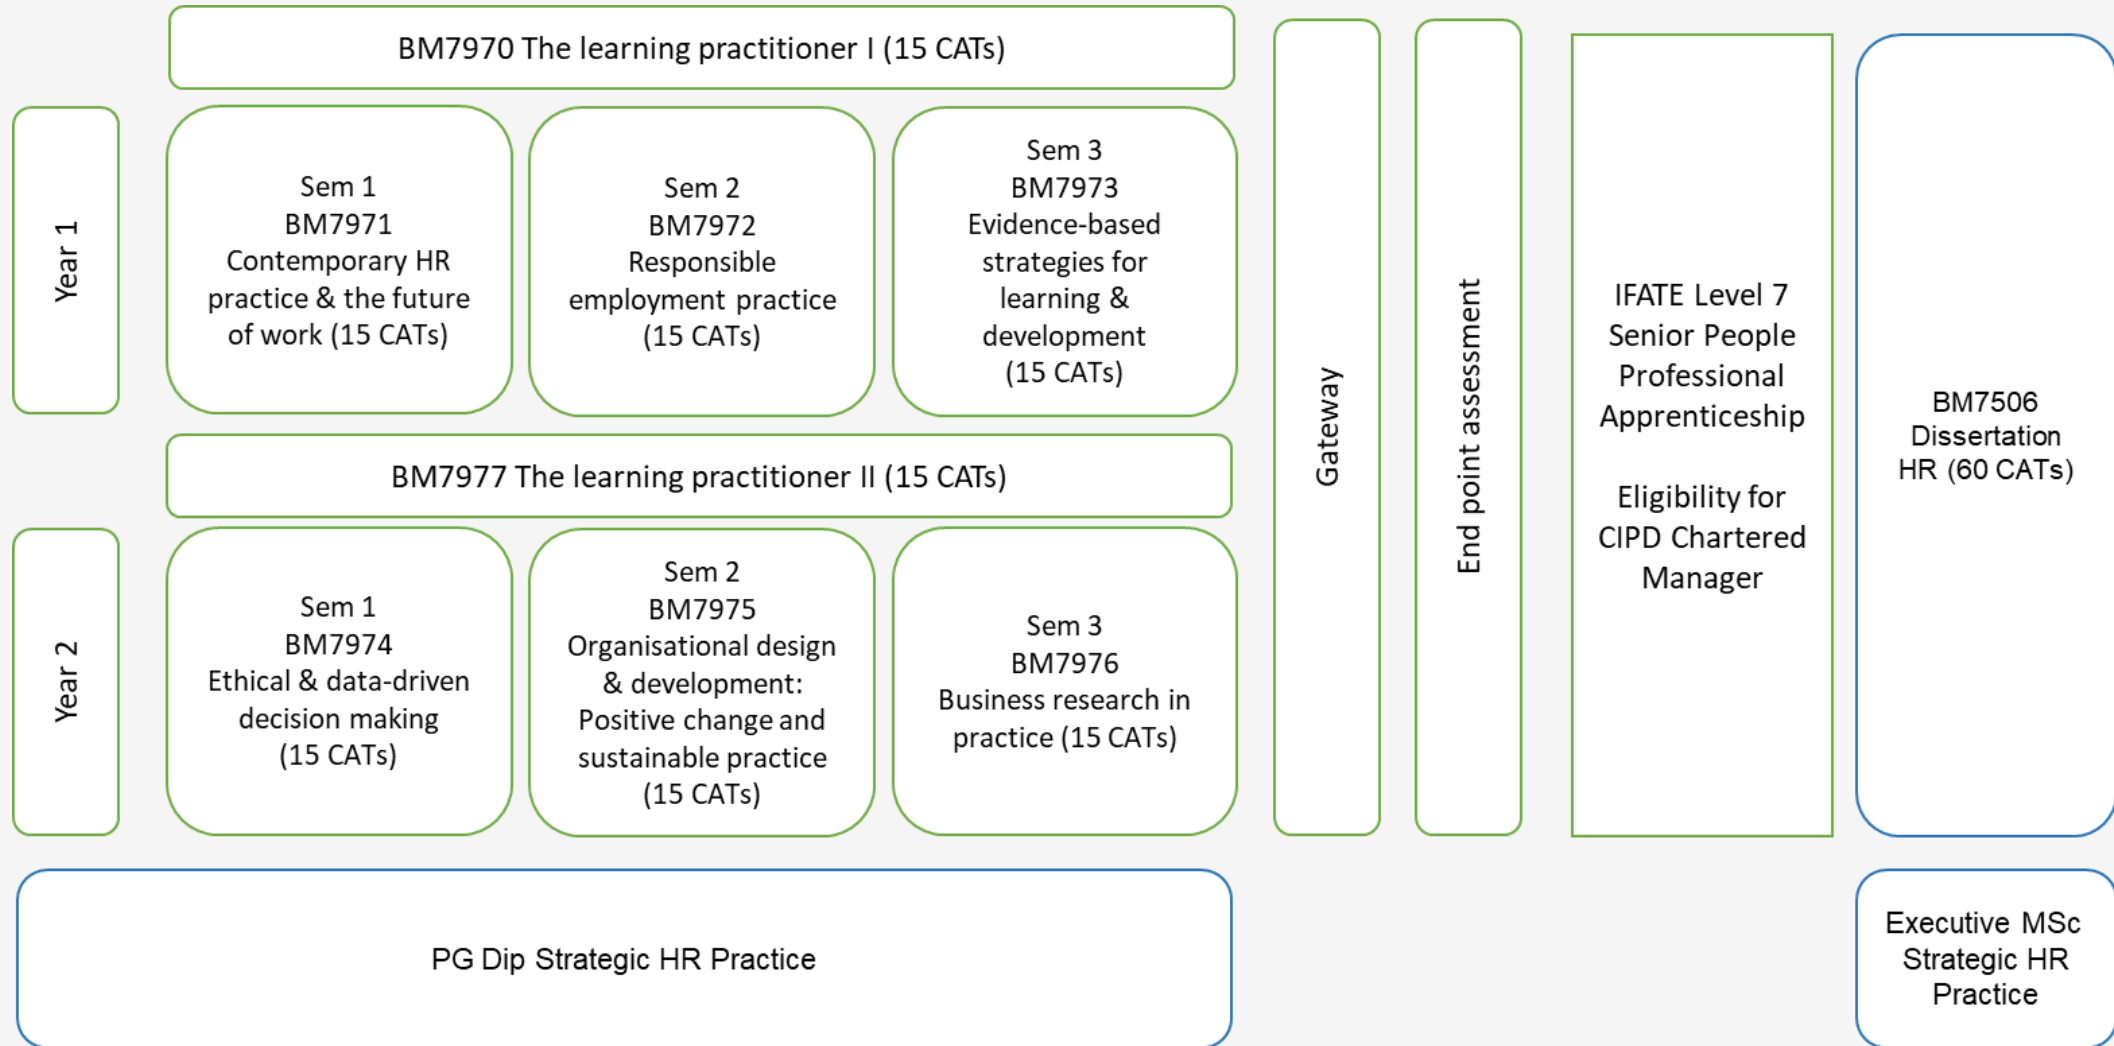 BM7970 The learning practitioner I (15 CATs)
Year 1
Sem 1
BM7971
Contemporary HR
practice & the future
of work (15 CATs)
Sem 2
BM7972
Responsible
employment practice
(15 CATs)
Sem 3
BM7973
Evidence-based
strategies for
learning &
development
(15 CATs)
BM7977 The learning practitioner II (15 CATs)
Year 2
Sem 1
BM7974
Ethical & data-driven
decision making
(15 CATs)
Sem 2
BM7975
Organisational design
& development:
Positive change and
sustainable practice
(15 CATs)
Sem 3
BM7976
Business research in
practice (15 CATs)
Gateway
End point assessment
IFATE Level 7
Senior People
Professional
Apprenticeship
Eligibility for
CIPD Chartered
Manager
BM7506
Dissertation
HR (60 CATs)
PG Dip Strategic HR Practice
Executive MSc
Strategic HR
Practice